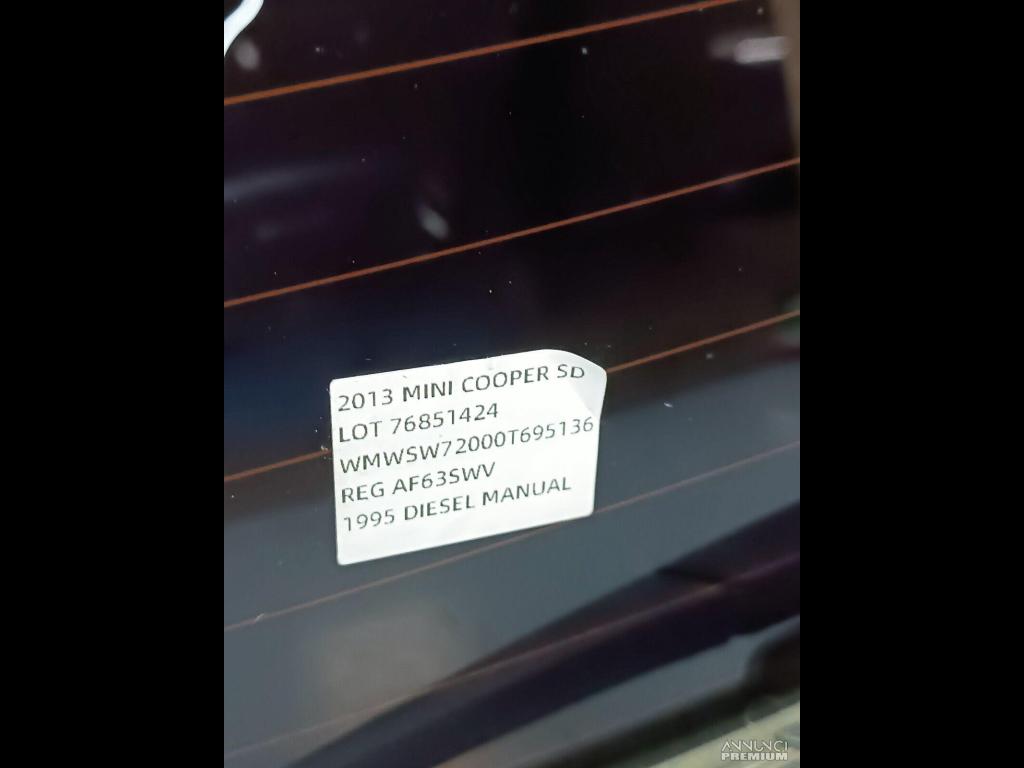 2013 MINI COOPER SD
LOT 76851424
WMWSW72000T695136
REG AF63SWV
1995 DIESEL MANUAL
ANNUNCI
PREMIUM